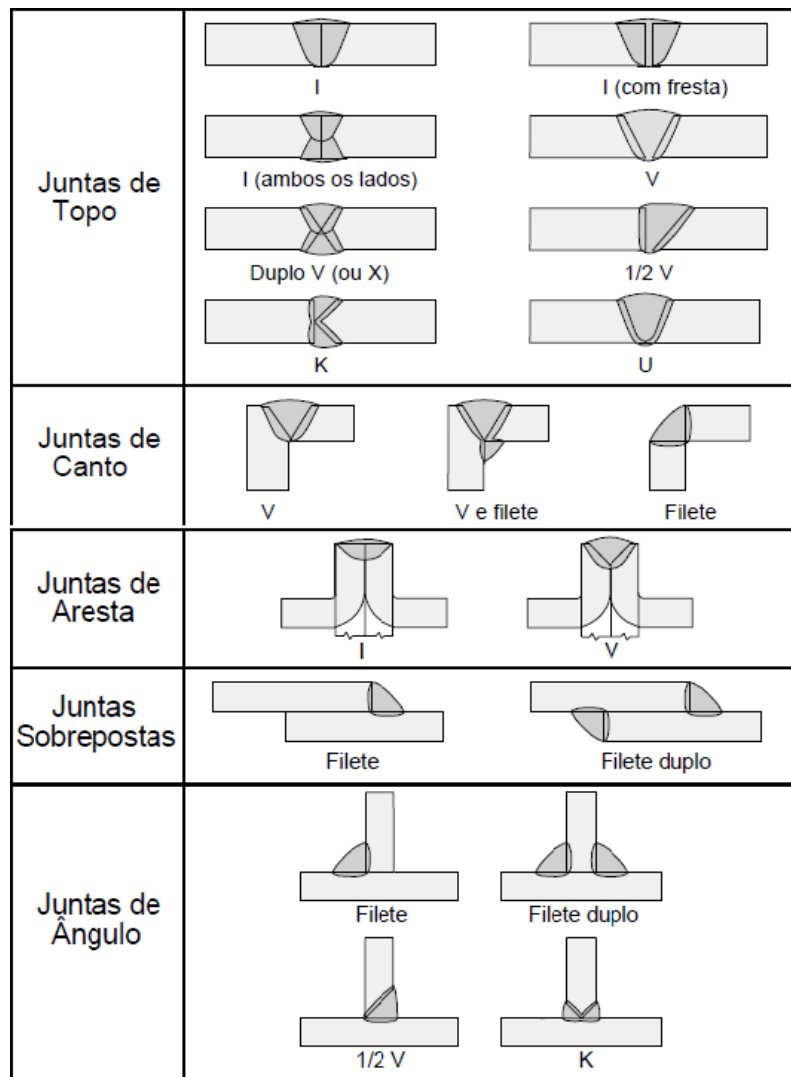 Juntas de
Topo
I
I (com fresta)
I (ambos os lados)
V
Duplo V (ou X)
1/2 V
K
U
Juntas de
Canto
V
V e filete
Filete
Juntas de
Aresta
I
V
Juntas
Sobrepostas
Filete
Filete duplo
Juntas de
Ângulo
Filete
Filete duplo
1/2 V
K